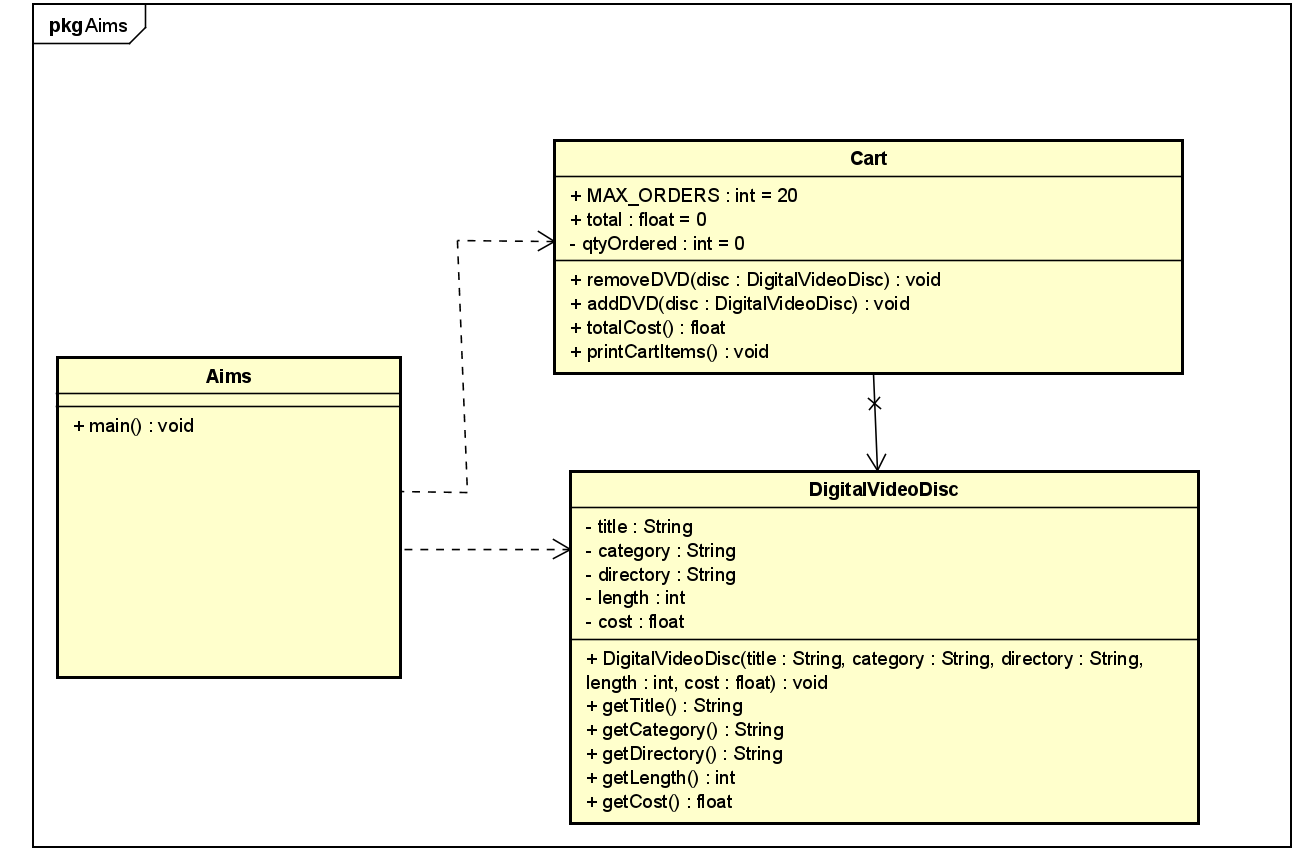 pkg Aims
Cart
+ MAX_ORDERS : int = 20
+ total : float = 0
- qtyOrdered : int = 0
+ removeDVD(disc : DigitalVideoDisc) : void
+ addDVD(disc : DigitalVideoDisc) : void
+ totalCost() : float
+ printCartItems() : void
Aims
+ main() : void
DigitalVideoDisc
- title : String
- category : String
- directory : String
- length : int
- cost : float
+ DigitalVideoDisc(title : String, category : String, directory : String,
length : int, cost : float) : void
+ getTitle() : String
+ getCategory() : String
+ getDirectory() : String
+ getLength() : int
+ getCost() : float